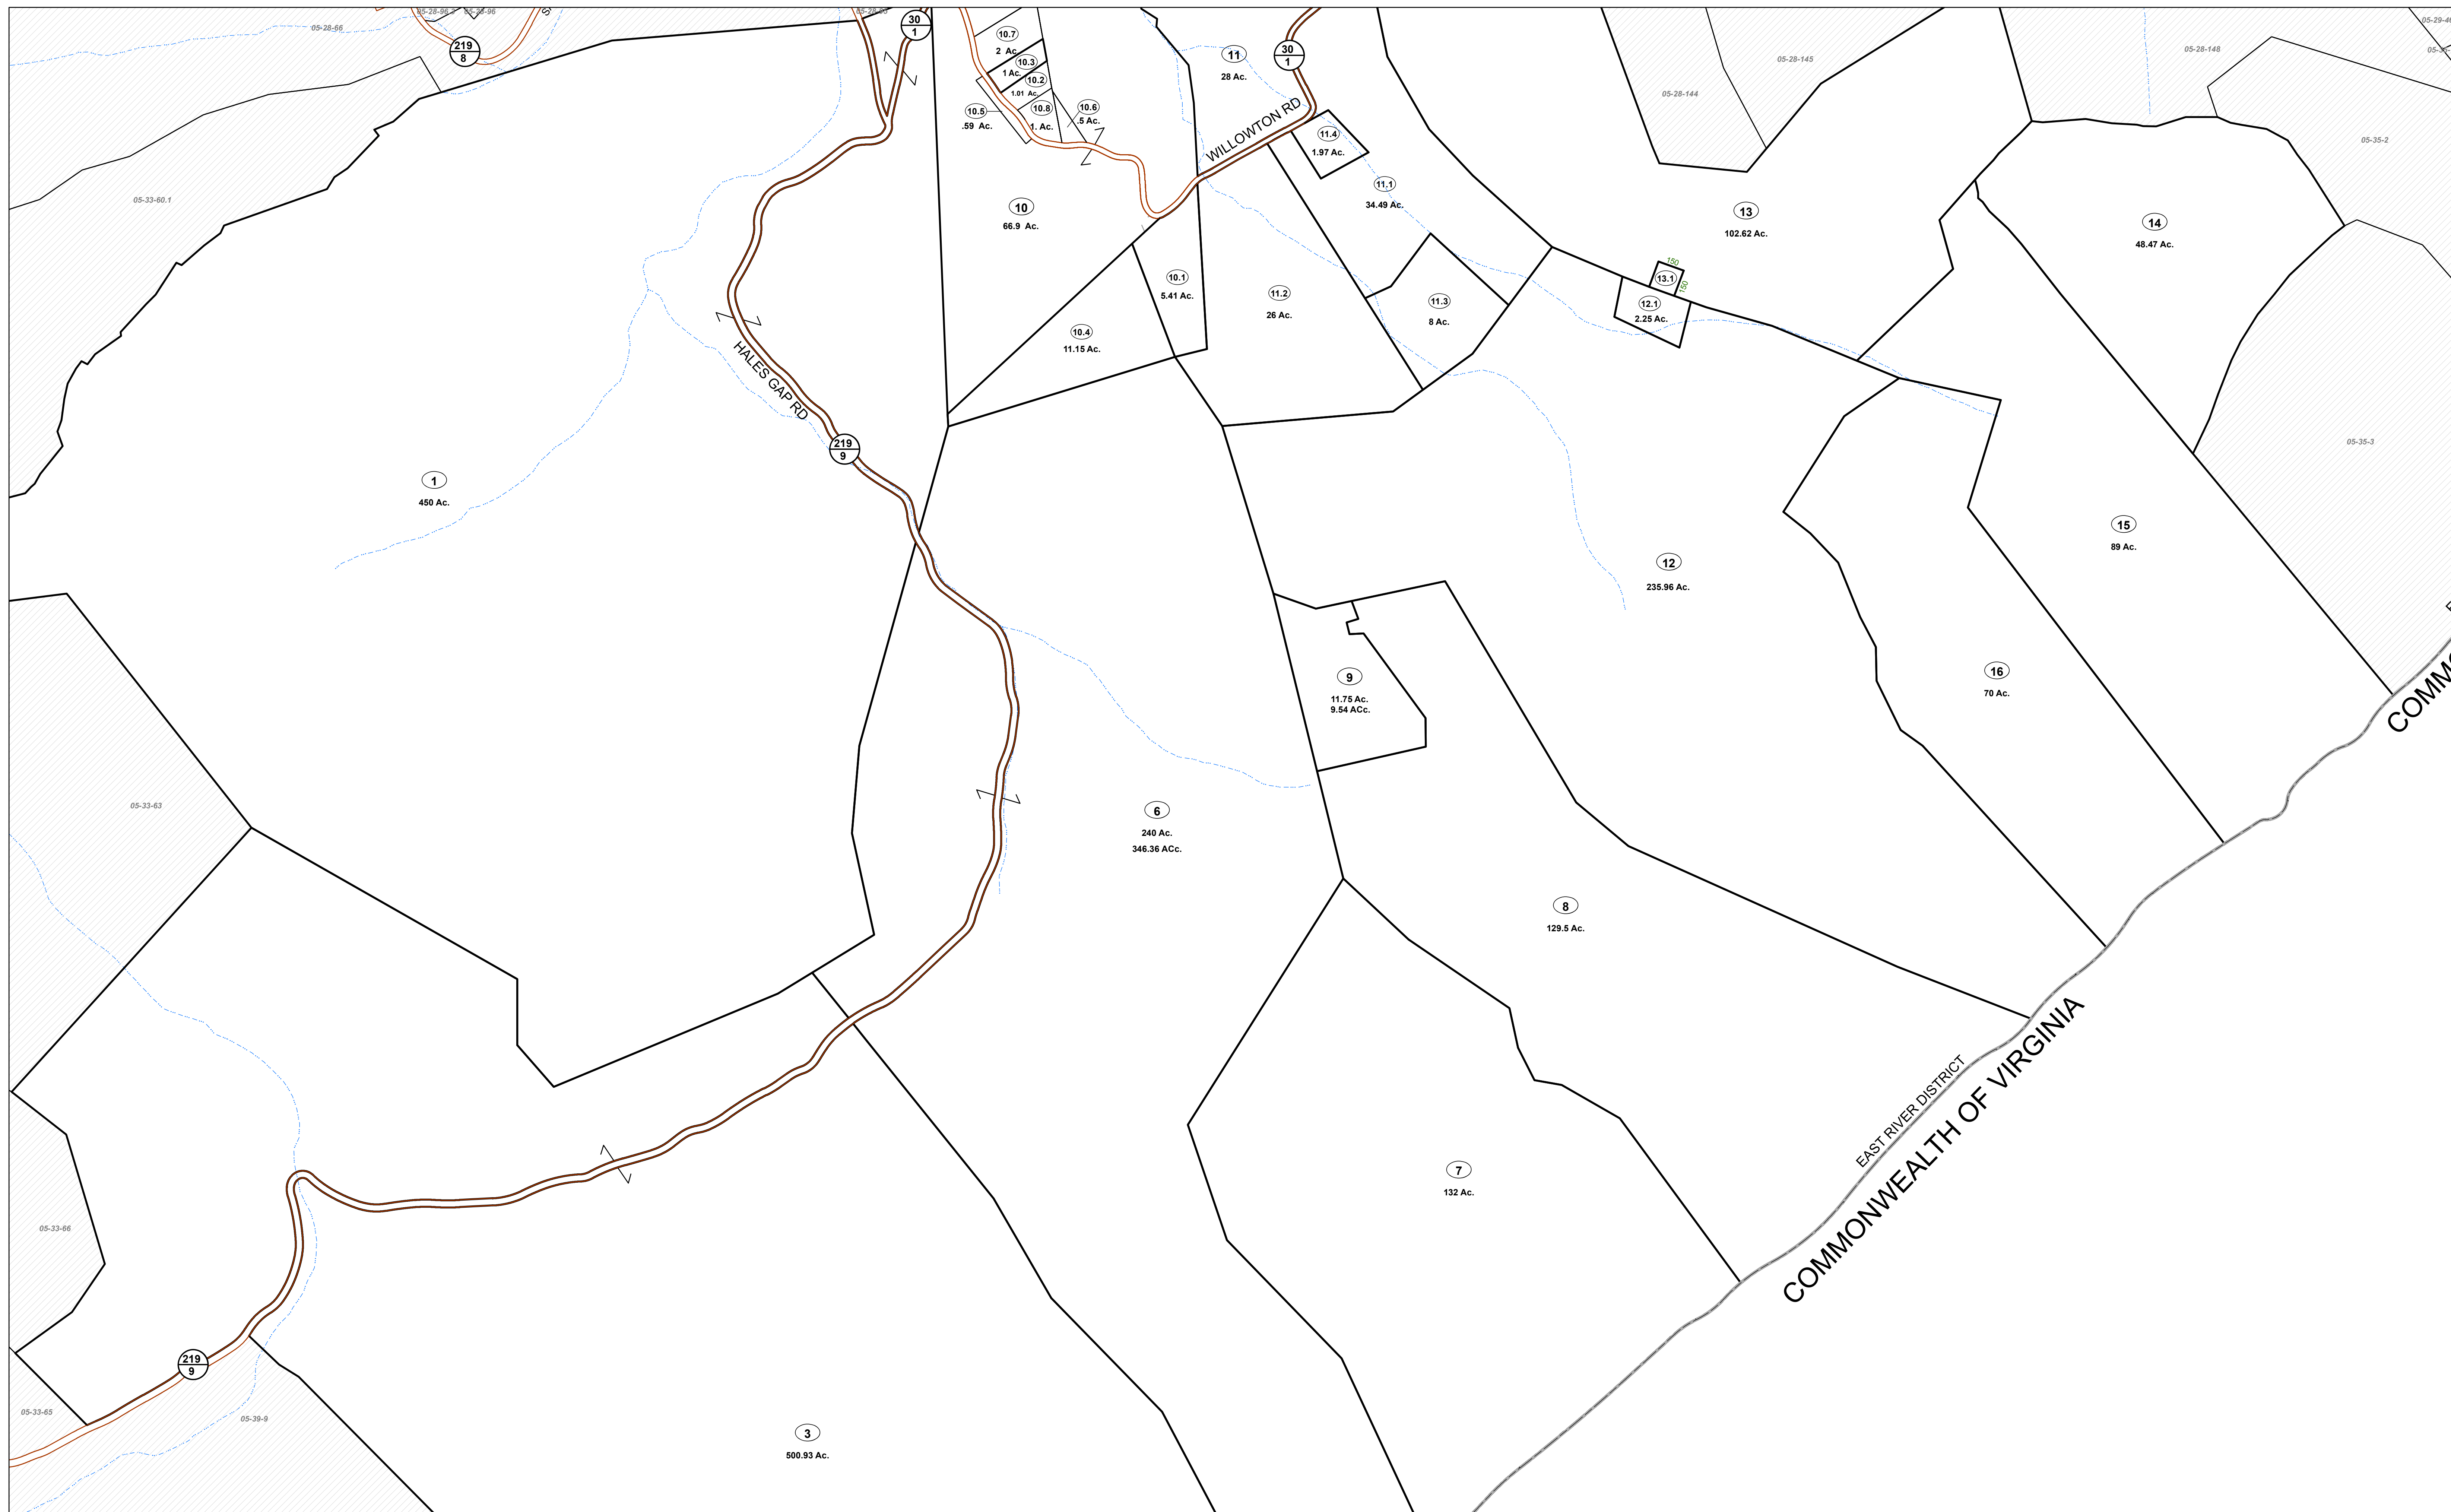 05-28-96.2
05-28-96
05-28-66
219
8
30
1
10.7
2 Ac.
10.3
1 Ac.
10.2
1.01 Ac.
10.5
.59 Ac.
10.8
1. Ac.
10.6
.5 Ac.
11
28 Ac.
30
1
WILLOWTON RD
11.4
1.97 Ac.
11.1
34.49 Ac.
05-28-144
05-28-145
05-28-148
05-35-2
05-33-60.1
10
66.9 Ac.
13
102.62 Ac.
14
48.47 Ac.
10.1
5.41 Ac.
11.2
26 Ac.
11.3
8 Ac.
150
13.1
150
12.1
2.25 Ac.
10.4
11.15 Ac.
HALES GAP RD
219
9
05-35-3
1
450 Ac.
15
89 Ac.
12
235.96 Ac.
9
11.75 Ac.
9.54 ACc.
16
70 Ac.
05-33-63
6
240 Ac.
346.36 ACc.
8
129.5 Ac.
7
132 Ac.
EAST RIVER DISTRICT
COMMONWEALTH OF VIRGINIA
05-33-66
219
9
05-33-65
05-39-9
3
500.93 Ac.